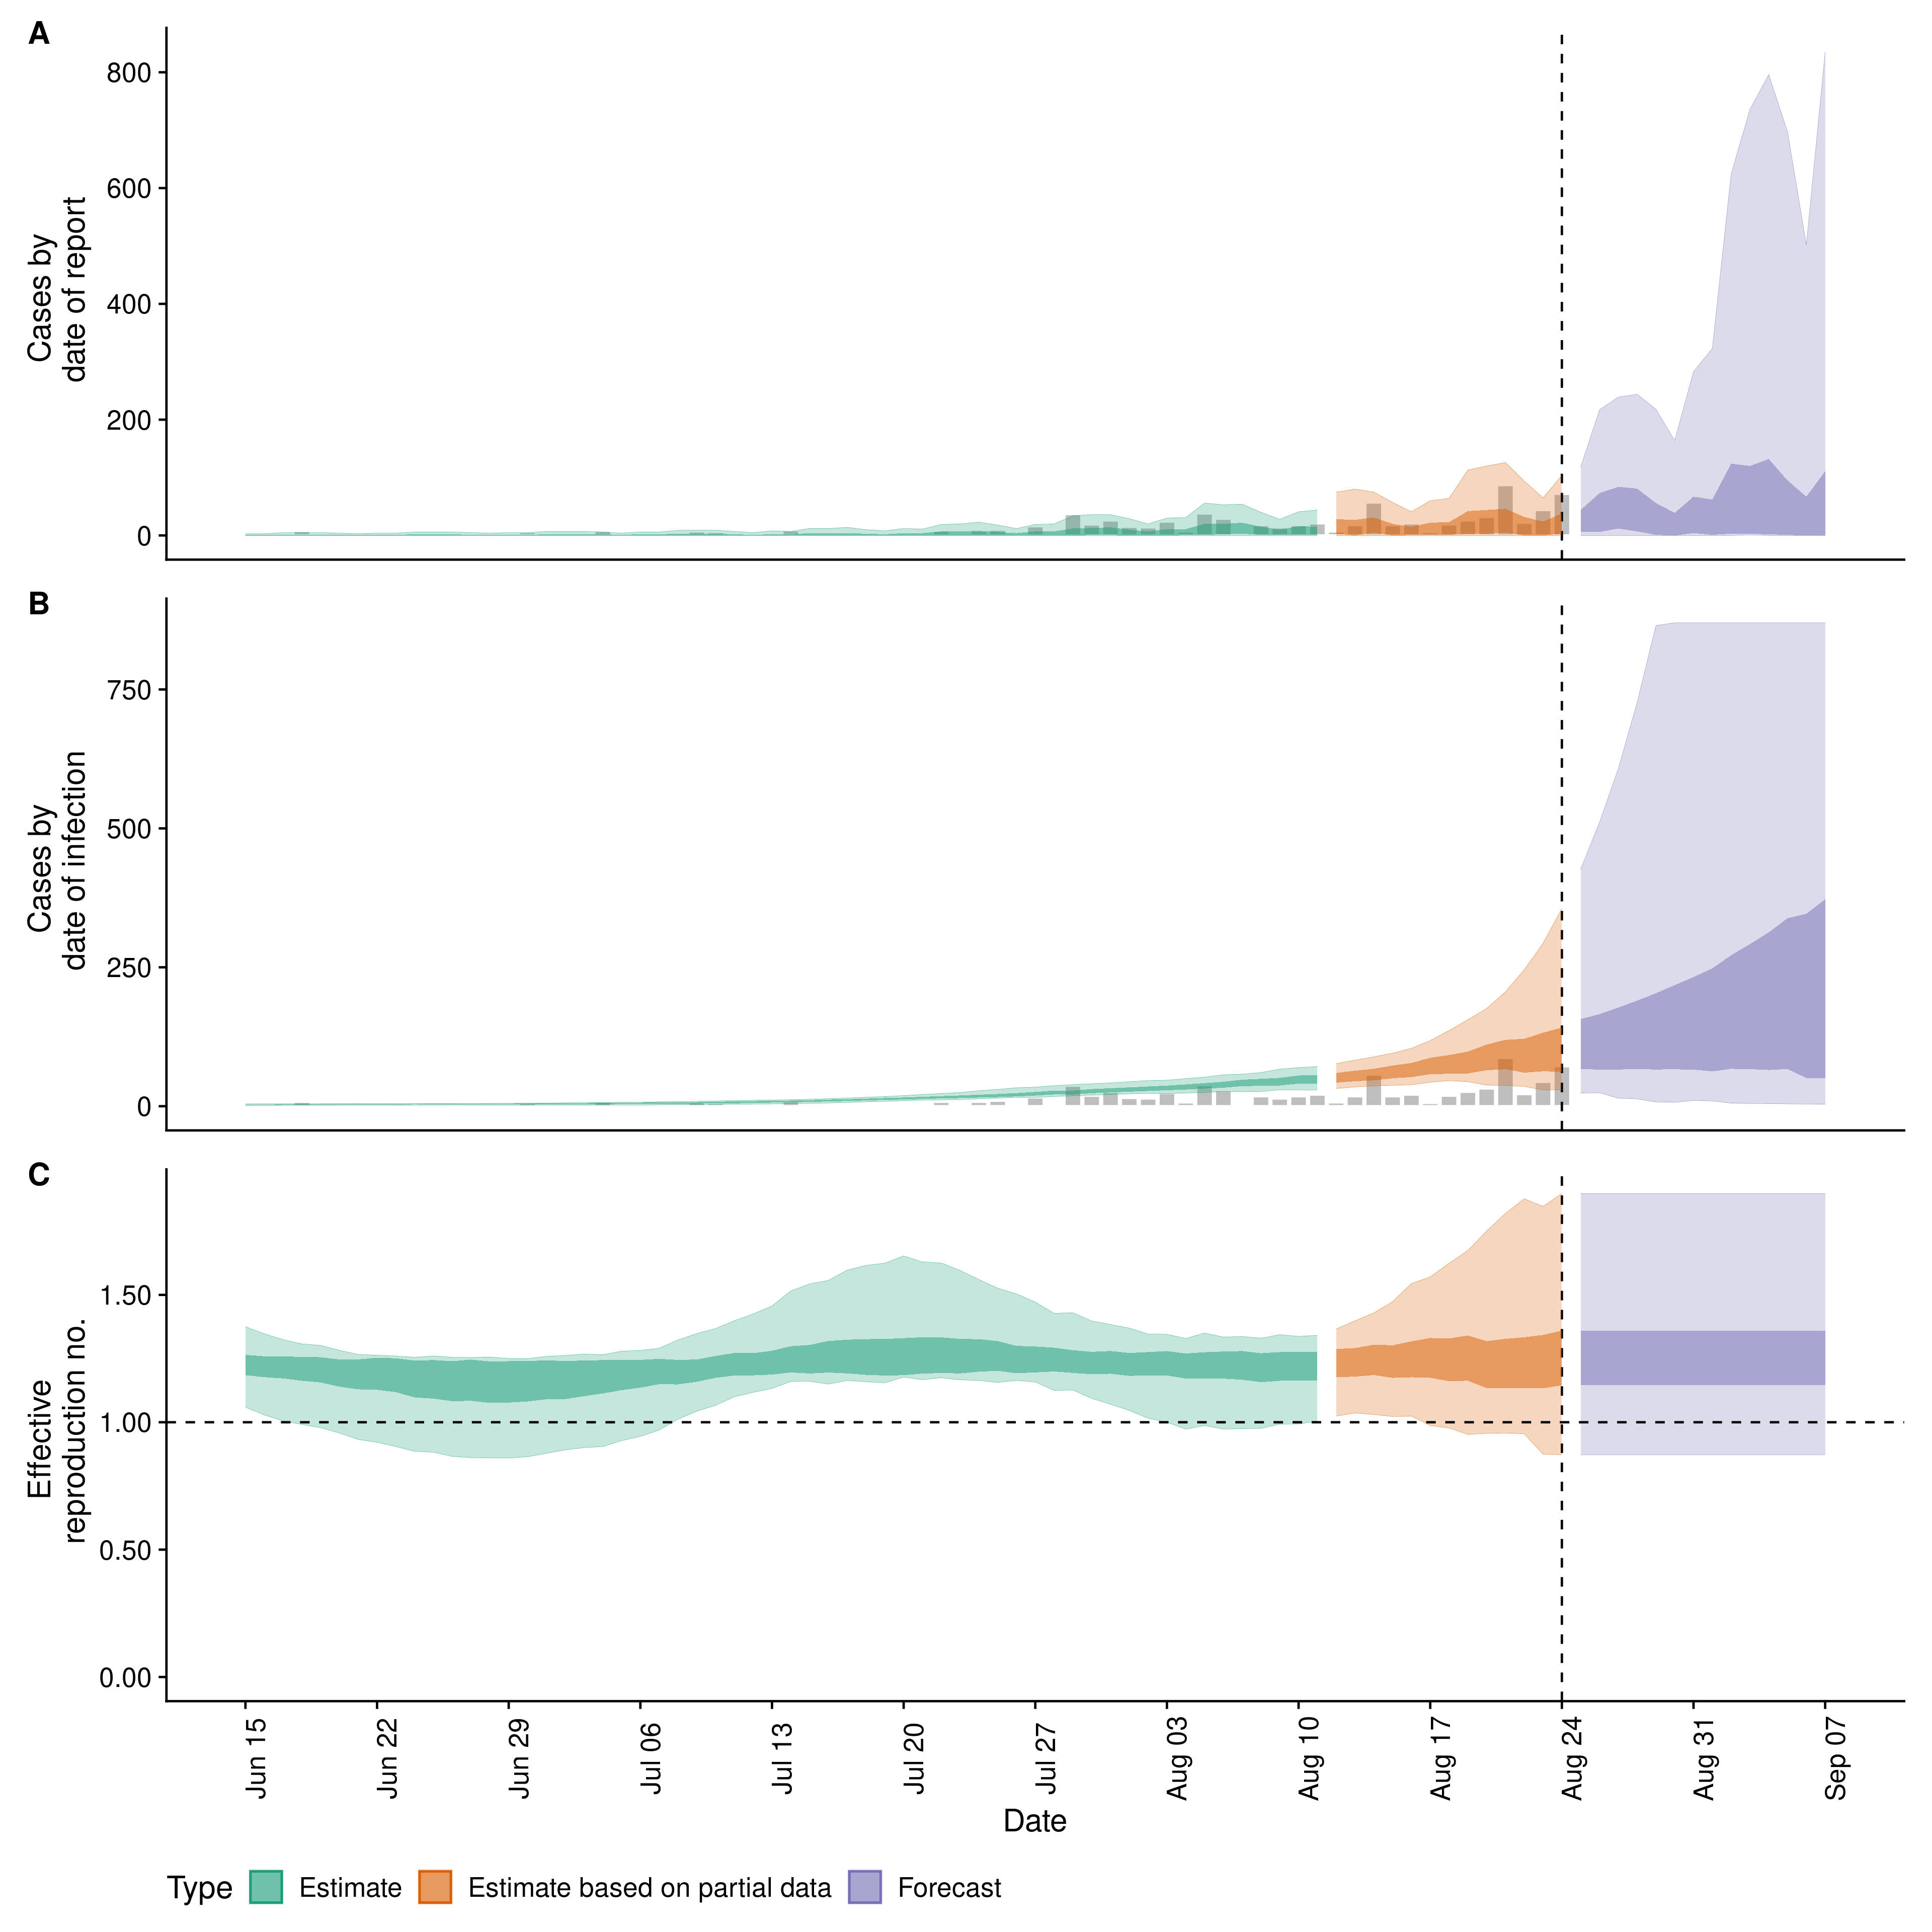 A
Cases by
date of report
800
600
400
200
0
B
Cases by
date of infection
750
500
250
0
C
Effective
reproduction no.
1.50
1.00
0.50
0.00
Jun 15
Jun 22
Jun 29
Jul 06
Jul 13
Jul 20
Jul 27
Aug 03
Aug 10
Aug 17
Aug 24
Aug 31
Sep 07
Date
Type Estimate Estimate based on partial data Forecast